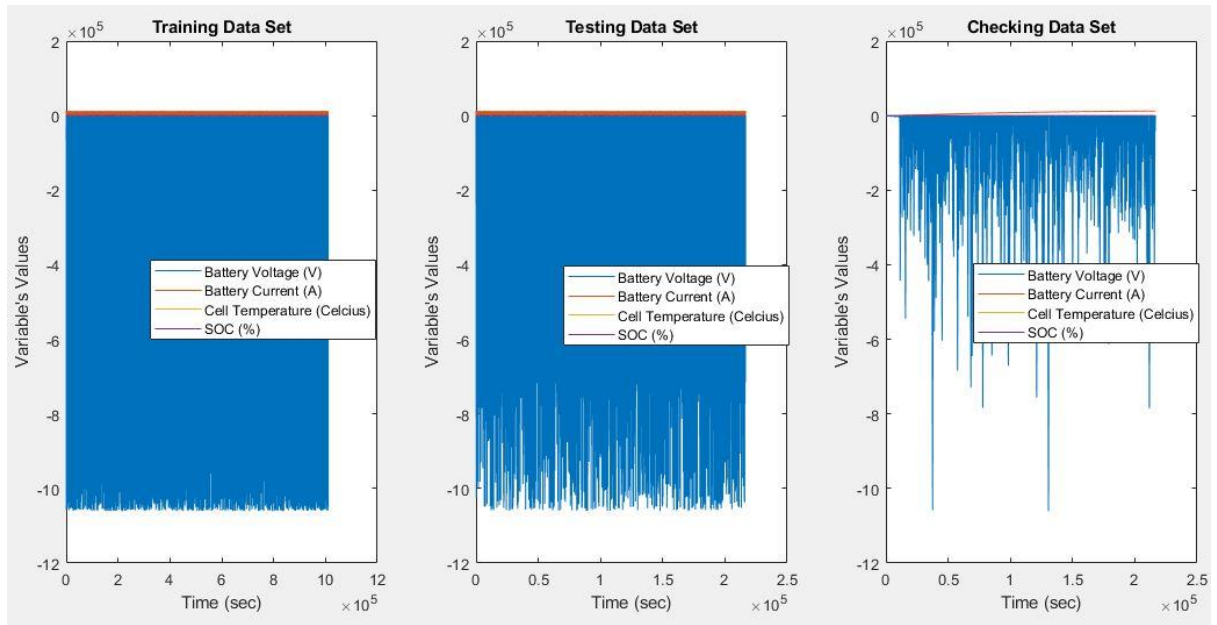 Training Data Set
× 10^5
2
0
-2
-4
-6
-8
-10
-12
Variable's Values
Battery Voltage (V)
Battery Current (A)
Cell Temperature (Celcius)
SOC (%)
0 2 4 6 8 10 12
Time (sec)
× 10^5
Testing Data Set
× 10^5
2
0
-2
-4
-6
-8
-10
-12
Variable's Values
Battery Voltage (V)
Battery Current (A)
Cell Temperature (Celcius)
SOC (%)
0 0.5 1 1.5 2 2.5
Time (sec)
× 10^5
Checking Data Set
× 10^5
2
0
-2
-4
-6
-8
-10
-12
Variable's Values
Battery Voltage (V)
Battery Current (A)
Cell Temperature (Celcius)
SOC (%)
0 0.5 1 1.5 2 2.5
Time (sec)
× 10^5